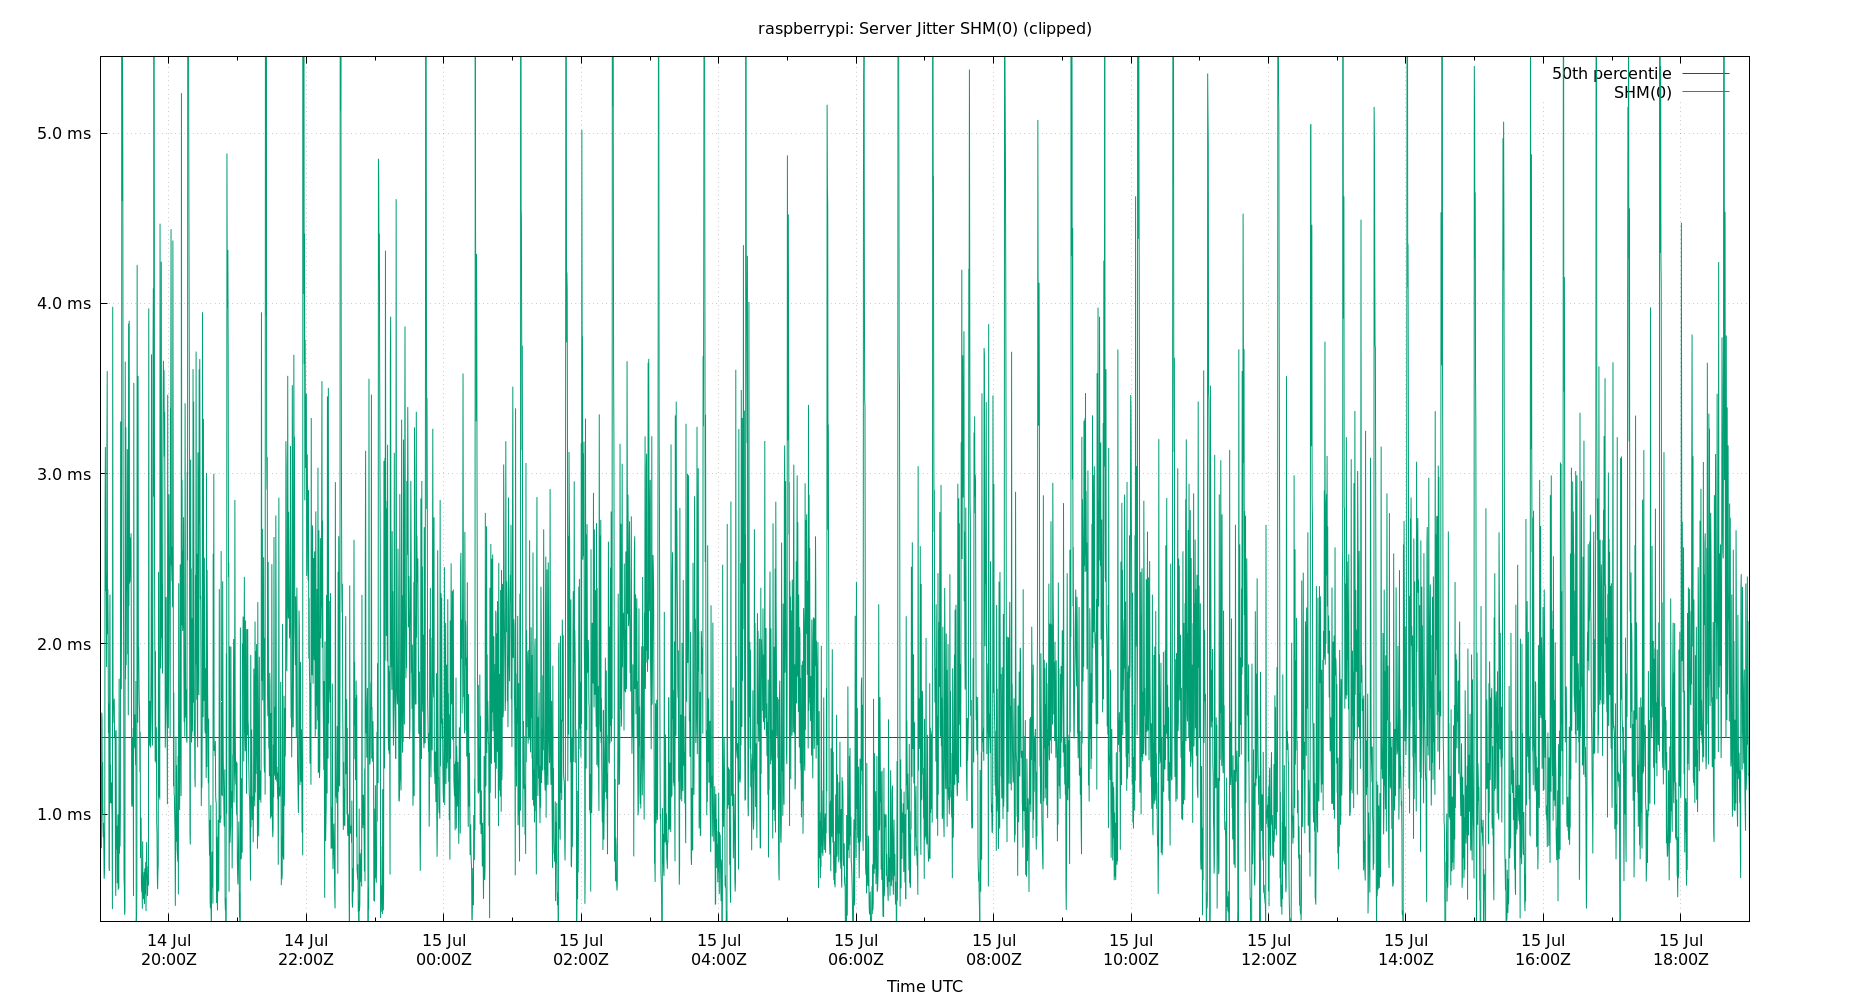 raspberrypi: Server Jitter SHM(0) (clipped)
50th percentile
SHM(0)
5.0 ms
4.0 ms
3.0 ms
2.0 ms
1.0 ms
14 Jul 14 Jul 15 Jul 15 Jul 15 Jul 15 Jul 15 Jul 15 Jul 15 Jul 15 Jul 15 Jul 15 Jul
20:00Z 22:00Z 00:00Z 02:00Z 04:00Z 06:00Z 08:00Z 10:00Z 12:00Z 14:00Z 16:00Z 18:00Z
Time UTC